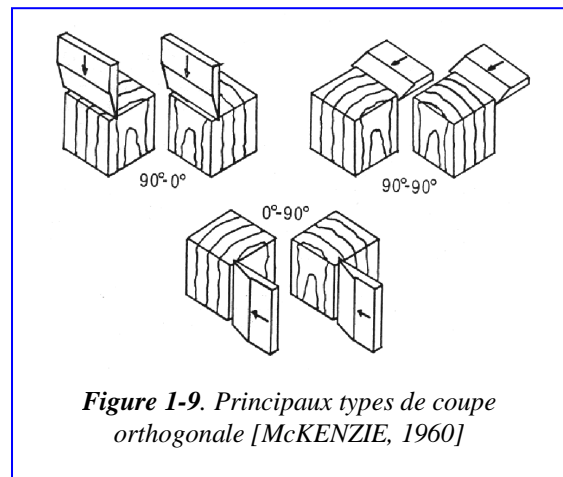 90°-0°
90°-90°
0°-90°
Figure 1-9. Principaux types de coupe
orthogonale [McKENZIE, 1960]